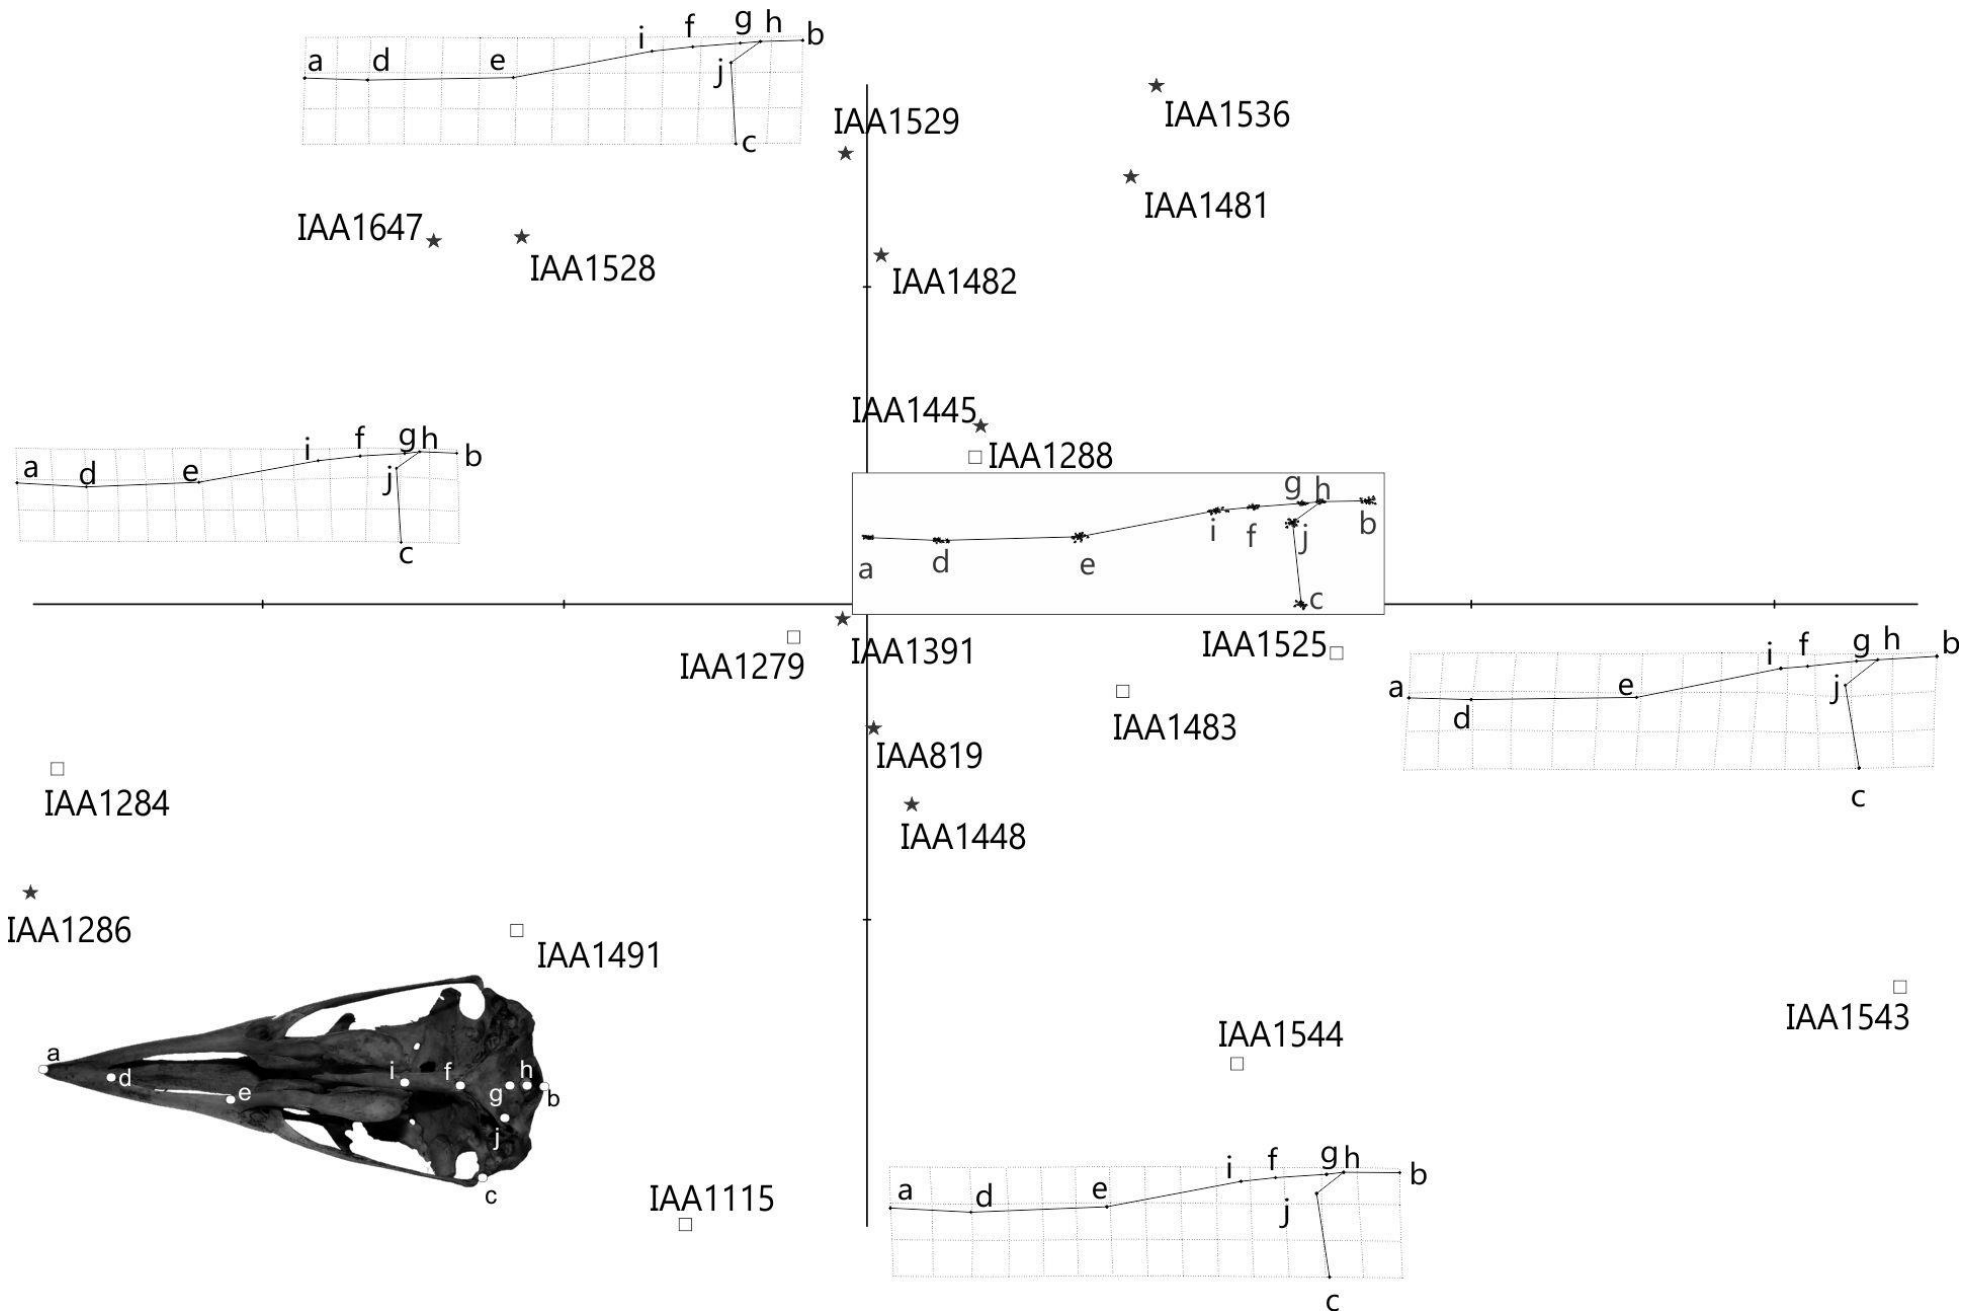 a d e i f g h b
j
c
IAA1529
IAA1536
IAA1481
IAA1647
IAA1528
IAA1482
IAA1445
IAA1288
a d e i f g h b
j
c
g h
i f j b
a d e c
IAA1279
IAA1391
IAA1525
IAA1483
a d e i f g h b
j
c
IAA819
IAA1284
IAA1448
IAA1286
IAA1491
IAA1543
IAA1544
a d e i f g h b
j
c
IAA1115
a d e i f g h b
j
c